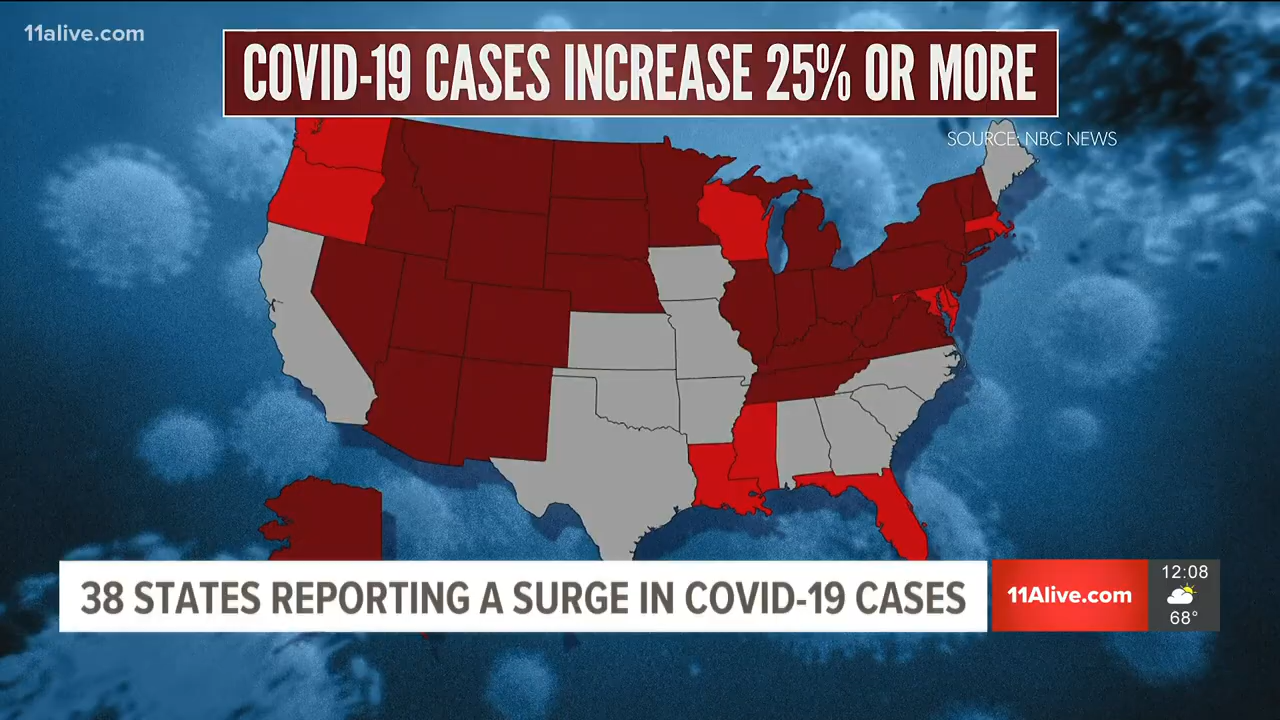 11alive.com
COVID-19 CASES INCREASE 25% OR MORE
SOURCE: NBC NEWS
38 STATES REPORTING A SURGE IN COVID-19 CASES
11Alive.com
12:08
68°